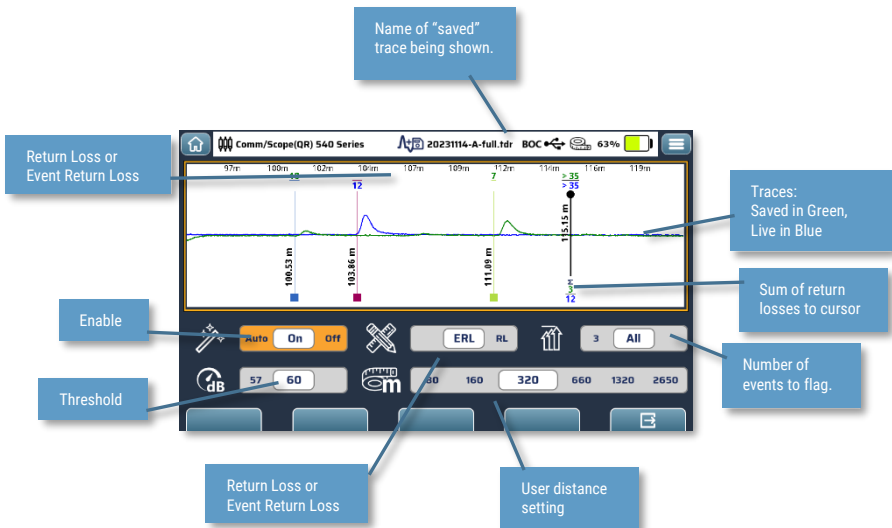 Name of “saved”
trace being shown.
Comm/Scope(QR) 540 Series 20231114-A-full.tdr BOC 63%
Return Loss or
Event Return Loss
97m 100m 102m 104m 107m 109m 112m 114m 116m 119m
12 7 > 35
12 > 35
Traces:
Saved in Green,
Live in Blue
100.53 m
103.86 m
111.09 m
115.15 m
Σ
3
12
Sum of return
losses to cursor
Enable
Auto On Off ERL RL 3 All
Number of
events to flag.
Threshold
dB 57 60 m 80 160 320 660 1320 2650
Return Loss or
Event Return Loss
User distance
setting